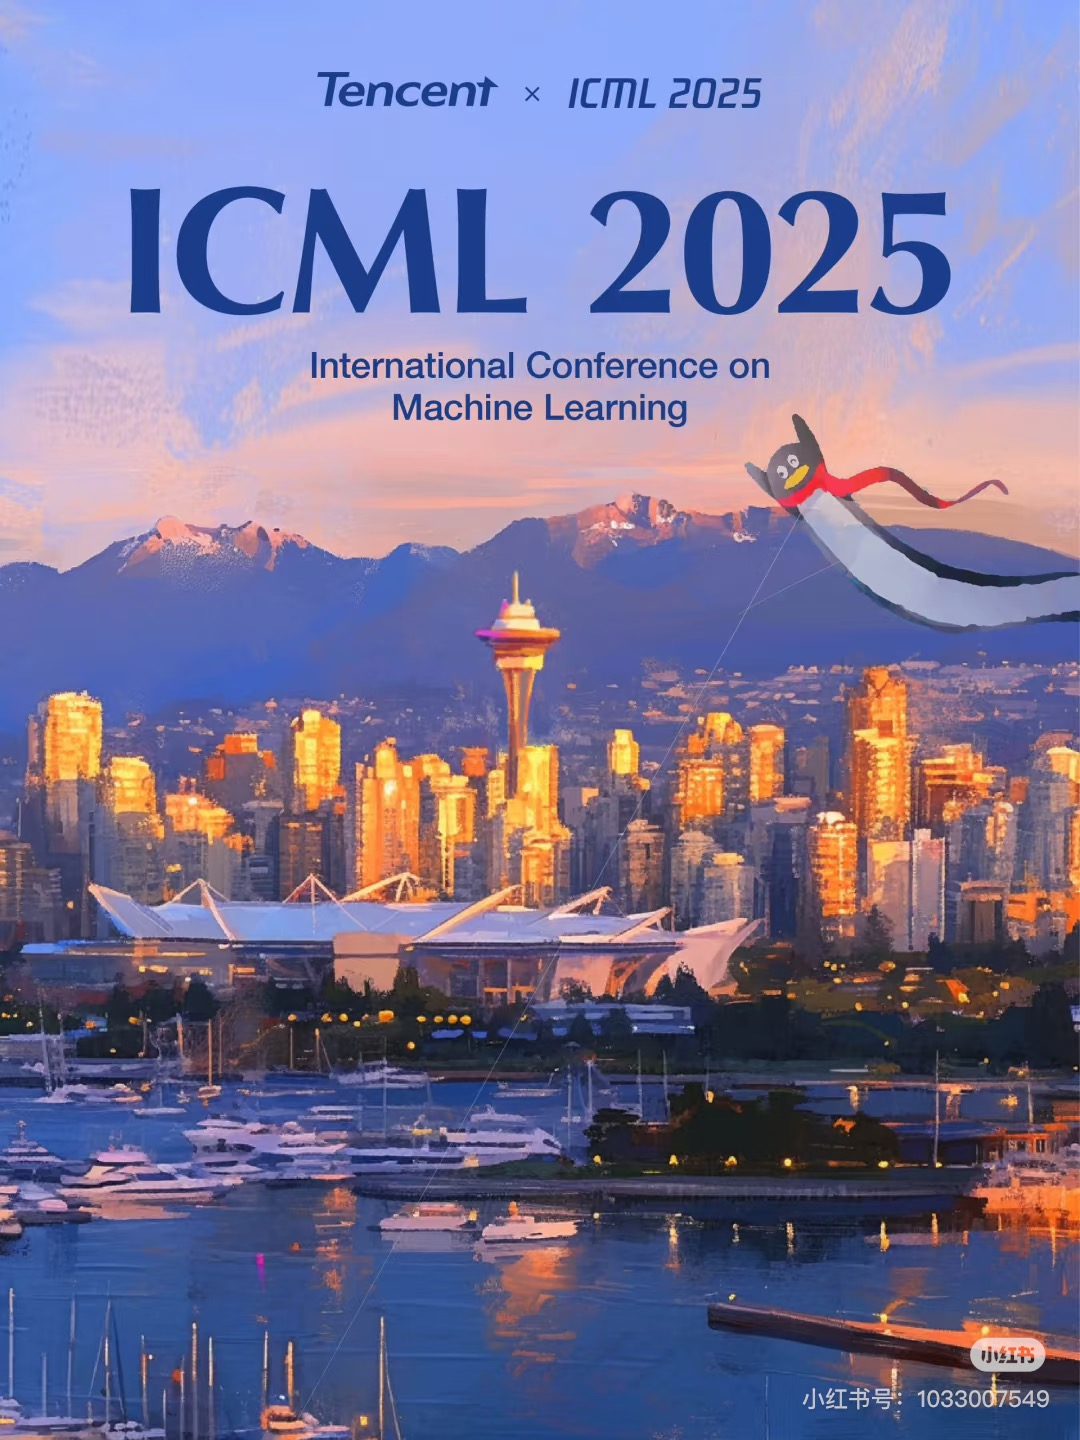 Tencent × ICML 2025
ICML 2025
International Conference on
Machine Learning
小红书
小红书号：1033007549